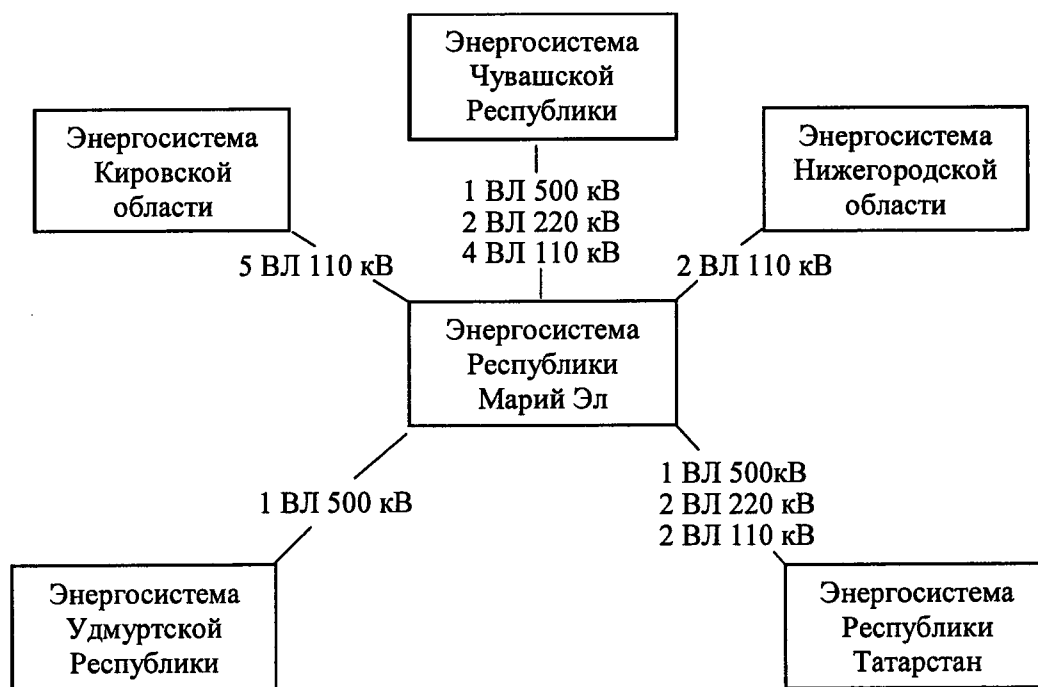 Энергосистема
Чувашской
Республики
Энергосистема
Кировской
области
Энергосистема
Нижегородской
области
1 ВЛ 500 кВ
2 ВЛ 220 кВ
4 ВЛ 110 кВ
5 ВЛ 110 кВ
2 ВЛ 110 кВ
Энергосистема
Республики
Марий Эл
1 ВЛ 500 кВ
1 ВЛ 500кВ
2 ВЛ 220 кВ
2 ВЛ 110 кВ
Энергосистема
Удмуртской
Республики
Энергосистема
Республики
Татарстан